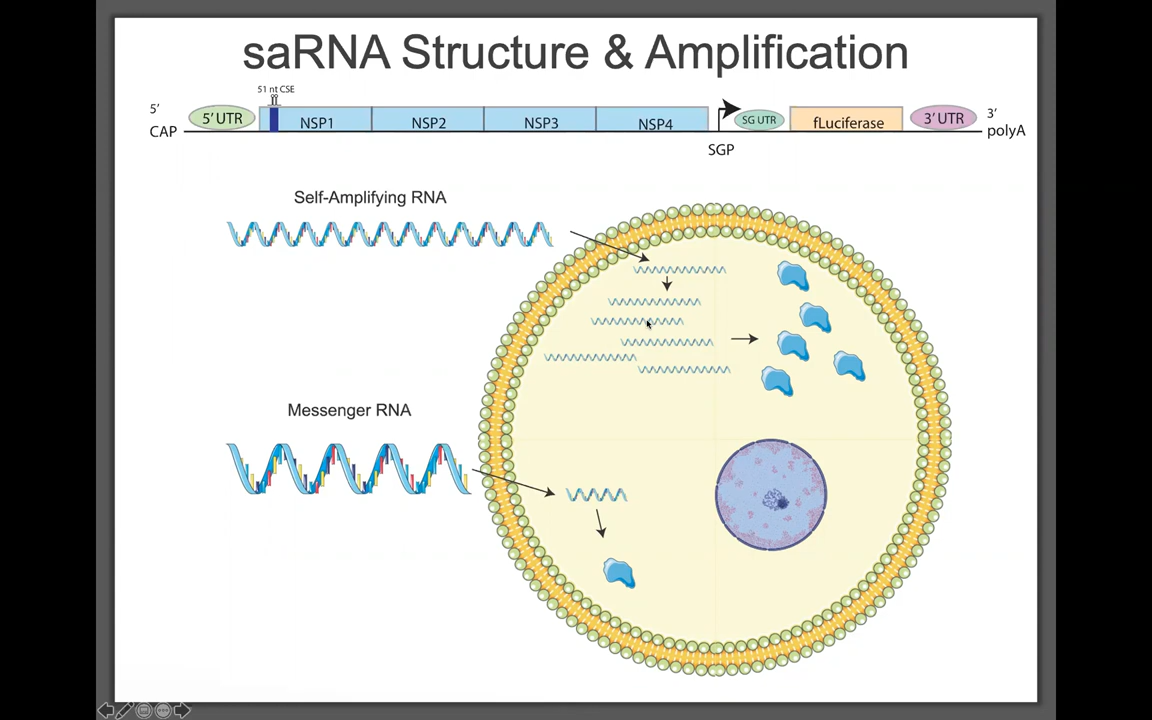 saRNA Structure & Amplification
51 nt CSE
5' CAP
5' UTR
NSP1
NSP2
NSP3
NSP4
SGP
SG UTR
fLuciferase
3' UTR
3' polyA
Self-Amplifying RNA
Messenger RNA